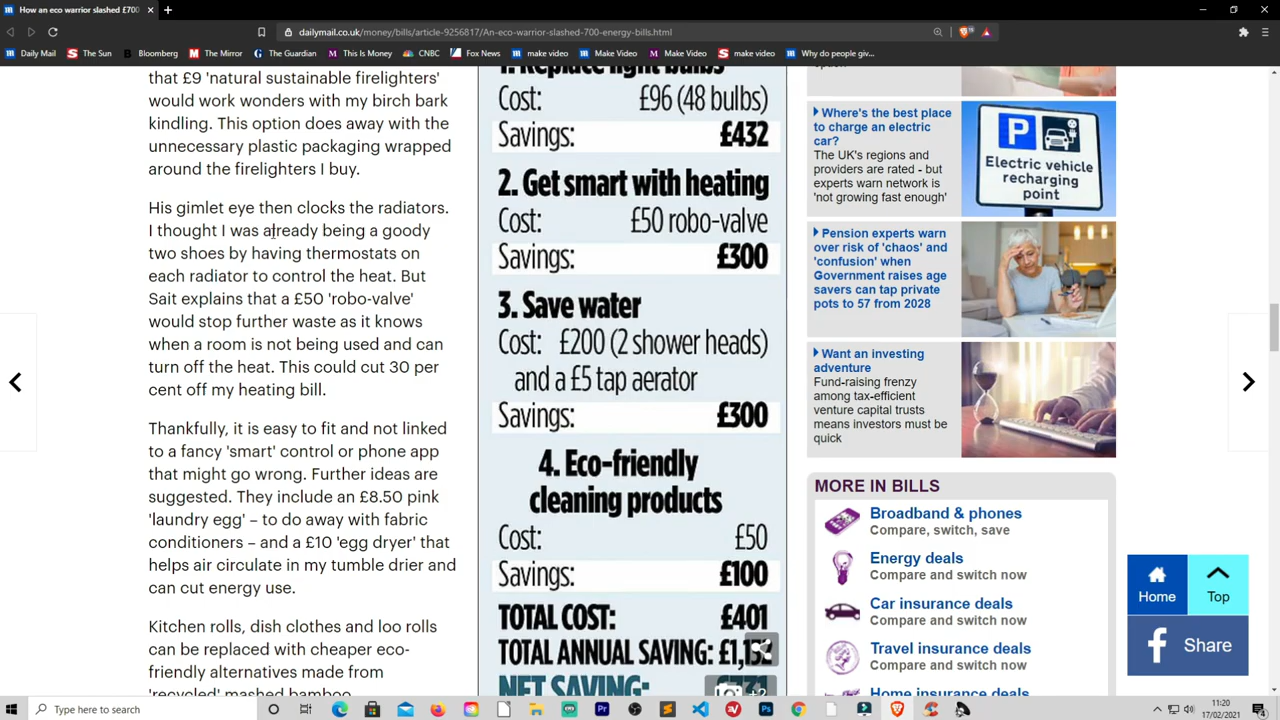 How an eco warrior slashed £700
dailymail.co.uk/money/bills/article-9256817/An-eco-warrior-slashed-700-energy-bills.html
Daily Mail
The Sun
Bloomberg
The Mirror
The Guardian
This Is Money
CNBC
Fox News
make video
Make Video
Make Video
make video
Why do people giv...
that £9 'natural sustainable firelighters'
would work wonders with my birch bark
kindling. This option does away with the
unnecessary plastic packaging wrapped
around the firelighters I buy.
His gimlet eye then clocks the radiators.
I thought I was already being a goody
two shoes by having thermostats on
each radiator to control the heat. But
Sait explains that a £50 'robo-valve'
would stop further waste as it knows
when a room is not being used and can
turn off the heat. This could cut 30 per
cent off my heating bill.
Thankfully, it is easy to fit and not linked
to a fancy 'smart' control or phone app
that might go wrong. Further ideas are
suggested. They include an £8.50 pink
'laundry egg' – to do away with fabric
conditioners – and a £10 'egg dryer' that
helps air circulate in my tumble drier and
can cut energy use.
Kitchen rolls, dish clothes and loo rolls
can be replaced with cheaper eco-
friendly alternatives made from
'recycled' mashed bamboo
1. Replace light bulbs
Cost: £96 (48 bulbs)
Savings: £432
2. Get smart with heating
Cost: £50 robo-valve
Savings: £300
3. Save water
Cost: £200 (2 shower heads)
and a £5 tap aerator
Savings: £300
4. Eco-friendly
cleaning products
Cost: £50
Savings: £100
TOTAL COST: £401
TOTAL ANNUAL SAVING:
NET SAVING:
+2
Where's the best place
to charge an electric
car?
The UK's regions and
providers are rated - but
experts warn network is
'not growing fast enough'
P
Electric vehicle
recharging
point
Pension experts warn
over risk of 'chaos' and
'confusion' when
Government raises age
savers can tap private
pots to 57 from 2028
Want an investing
adventure
Fund-raising frenzy
among tax-efficient
venture capital trusts
means investors must be
quick
MORE IN BILLS
Broadband & phones
Compare, switch, save
Energy deals
Compare and switch now
Car insurance deals
Compare and switch now
Travel insurance deals
Compare and switch now
Home insurance deals
Home
Top
Share
Type here to search
11:20
17/02/2021